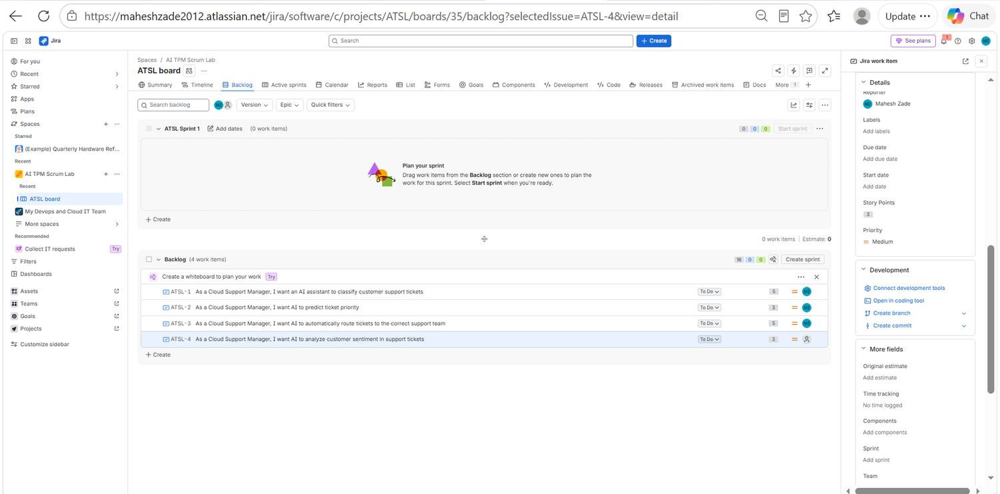 https://maheshzade2012.atlassian.net/jira/software/c/projects/ATSL/boards/35/backlog?selectedIssue=ATSL-4&view=detail
Update
Chat
Jira
Search
+ Create
See plans
1
MZ
For you
Recent
Starred
Apps
Plans
Spaces
Starred
(Example) Quarterly Hardware Ref...
Recent
AI TPM Scrum Lab
Recent
ATSL board
My Devops and Cloud IT Team
More spaces
Recommended
Collect IT requests Try
Filters
Dashboards
Assets
Teams
Goals
Projects
Customize sidebar
Spaces / AI TPM Scrum Lab
ATSL board
Summary Timeline Backlog Active sprints Calendar Reports List Forms Goals Components Development Code Releases Archived work items Docs More 1
Search backlog MZ Version Epic Quick filters
ATSL Sprint 1 Add dates (0 work items) 0 0 0 Start sprint
Plan your sprint
Drag work items from the Backlog section or create new ones to plan the
work for this sprint. Select Start sprint when you're ready.
+ Create
0 work items | Estimate: 0
Backlog (4 work items) 16 0 0 Create sprint
Create a whiteboard to plan your work Try
ATSL-1 As a Cloud Support Manager, I want an AI assistant to classify customer support tickets To Do 5 MZ
ATSL-2 As a Cloud Support Manager, I want AI to predict ticket priority To Do 3 MZ
ATSL-3 As a Cloud Support Manager, I want AI to automatically route tickets to the correct support team To Do 5 MZ
ATSL-4 As a Cloud Support Manager, I want AI to analyze customer sentiment in support tickets To Do 3
+ Create
Jira work item
Details
Reporter
MZ Mahesh Zade
Labels
Add labels
Due date
Add due date
Start date
Add date
Story Points
3
Priority
Medium
Development
Connect development tools
Open in coding tool
Create branch
Create commit
More fields
Original estimate
Add estimate
Time tracking
No time logged
Components
Add components
Sprint
Add sprint
Team